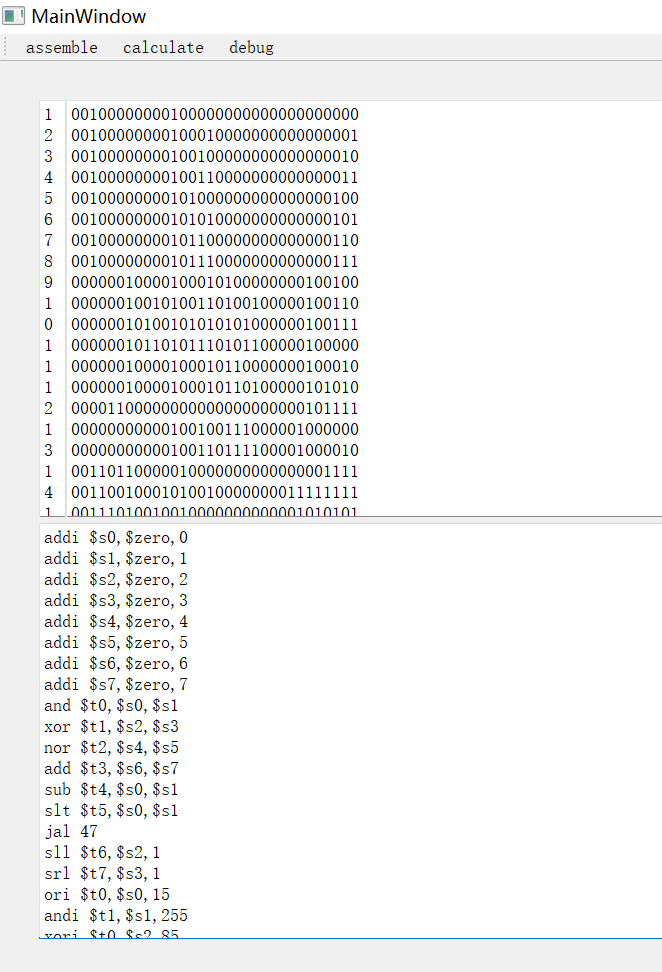 MainWindow
assemble calculate debug
1 00100000000100000000000000000000
2 00100000000100010000000000000001
3 00100000000100100000000000000010
4 00100000000100110000000000000011
5 00100000000101000000000000000100
6 00100000000101010000000000000101
7 00100000000101100000000000000110
8 00100000000101110000000000000111
9 00000010000100010100000000100100
1 00000010010100110100100000100110
0 00000010100101010101000000100111
1 00000010110101110101100000100000
1 00000010000100010110000000100010
1 00000010000100010110100000101010
2 00001100000000000000000000101111
1 00000000000100100111000001000000
3 00000000000100110111100001000010
1 00110110000010000000000000001111
4 00110010001010010000000011111111
1 00111010010010000000000001010101
addi $s0,$zero,0
addi $s1,$zero,1
addi $s2,$zero,2
addi $s3,$zero,3
addi $s4,$zero,4
addi $s5,$zero,5
addi $s6,$zero,6
addi $s7,$zero,7
and $t0,$s0,$s1
xor $t1,$s2,$s3
nor $t2,$s4,$s5
add $t3,$s6,$s7
sub $t4,$s0,$s1
slt $t5,$s0,$s1
jal 47
sll $t6,$s2,1
srl $t7,$s3,1
ori $t0,$s0,15
andi $t1,$s1,255
xori $t0,$s2,85